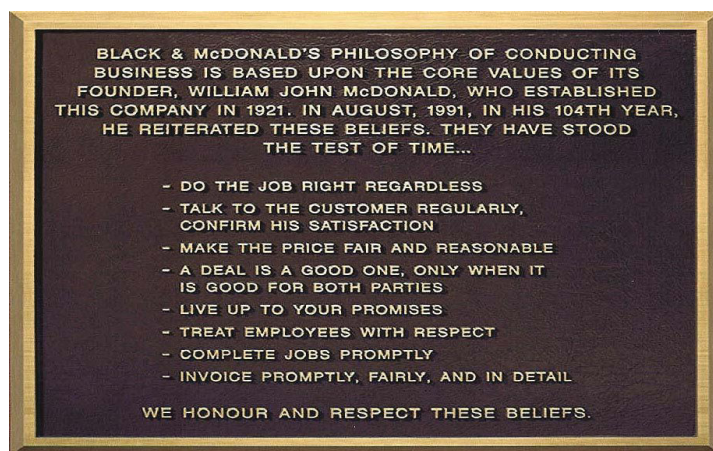 BLACK & McDONALD'S PHILOSOPHY OF CONDUCTING
BUSINESS IS BASED UPON THE CORE VALUES OF ITS
FOUNDER, WILLIAM JOHN McDONALD, WHO ESTABLISHED
THIS COMPANY IN 1921. IN AUGUST, 1991, IN HIS 104TH YEAR,
HE REITERATED THESE BELIEFS. THEY HAVE STOOD
THE TEST OF TIME...
- DO THE JOB RIGHT REGARDLESS
- TALK TO THE CUSTOMER REGULARLY,
CONFIRM HIS SATISFACTION
- MAKE THE PRICE FAIR AND REASONABLE
- A DEAL IS A GOOD ONE, ONLY WHEN IT
IS GOOD FOR BOTH PARTIES
- LIVE UP TO YOUR PROMISES
- TREAT EMPLOYEES WITH RESPECT
- COMPLETE JOBS PROMPTLY
- INVOICE PROMPTLY, FAIRLY, AND IN DETAIL
WE HONOUR AND RESPECT THESE BELIEFS.